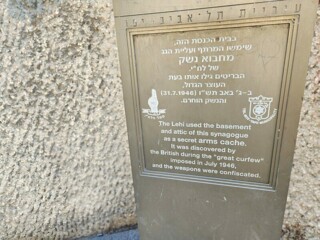 עיריית תל-אביב יפו
בבית הכנסת הזה,
שימשו המרתף ועליית הגג
מחבוא נשק
של לח"י.
הבריטים גילו אותו בעת
העוצר הגדול,
ב-ג' באב תש"ו (31.7.1946)
והנשק הוחרם.
The Lehi used the basement
and attic of this synagogue
as a secret arms cache.
It was discovered by
the British during the "great curfew"
imposed in July 1946,
and the weapons were confiscated.